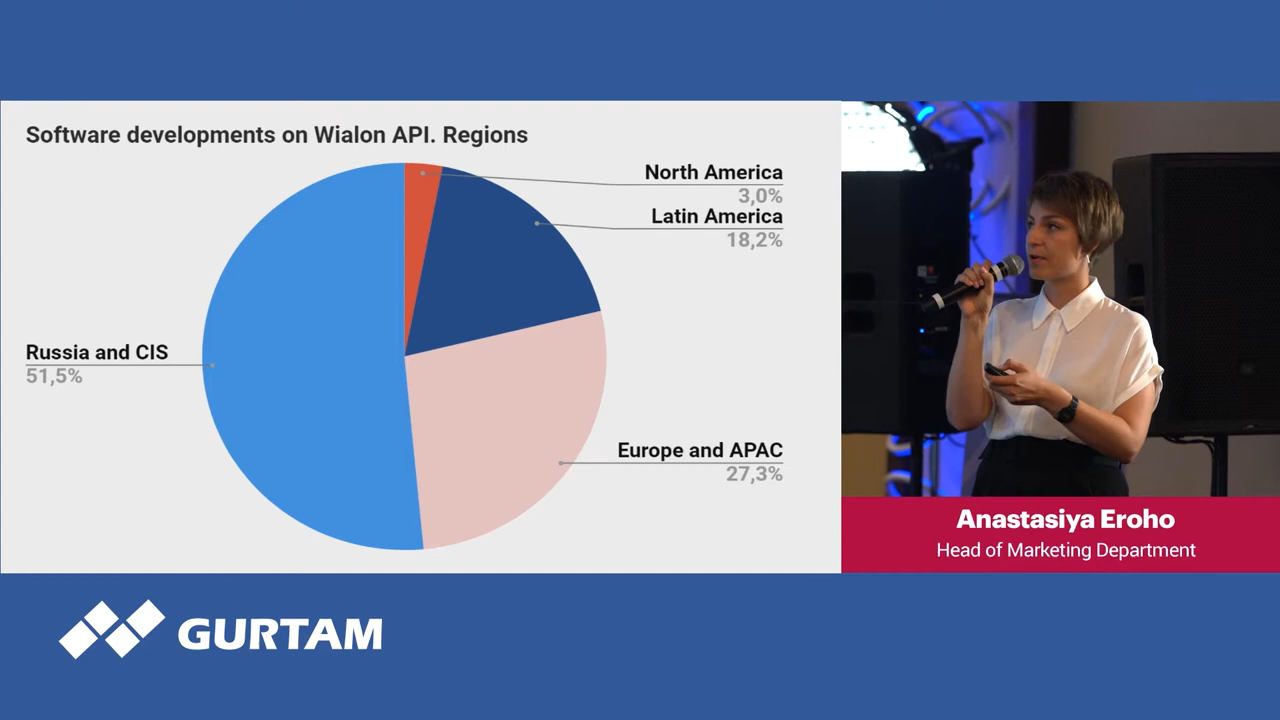 Software developments on Wialon API. Regions
North America
3,0%
Latin America
18,2%
Russia and CIS
51,5%
Europe and APAC
27,3%
Anastasiya Eroho
Head of Marketing Department
GURTAM